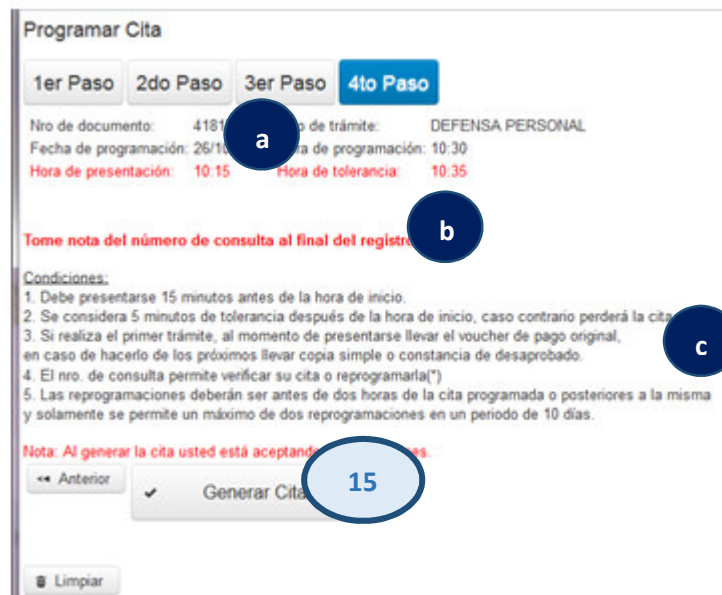 Programar Cita
1er Paso 2do Paso 3er Paso 4to Paso
Nro de documento: 4181 de trámite: DEFENSA PERSONAL
Fecha de programación: 26/10 de programación: 10:30
Hora de presentación: 10:15 Hora de tolerancia: 10:35
a
Tome nota del número de consulta al final del registro
b
Condiciones:
1. Debe presentarse 15 minutos antes de la hora de inicio.
2. Se considera 5 minutos de tolerancia después de la hora de inicio, caso contrario perderá la cita
3. Si realiza el primer trámite, al momento de presentarse llevar el voucher de pago original,
c
en caso de hacerlo de los próximos llevar copia simple o constancia de desaprobado.
4. El nro. de consulta permite verificar su cita o reprogramarla(*)
5. Las reprogramaciones deberán ser antes de dos horas de la cita programada o posteriores a la misma
y solamente se permite un máximo de dos reprogramaciones en un periodo de 10 días.
Nota: Al generar la cita usted está aceptando
Anterior Generar Cita 15
Limpiar